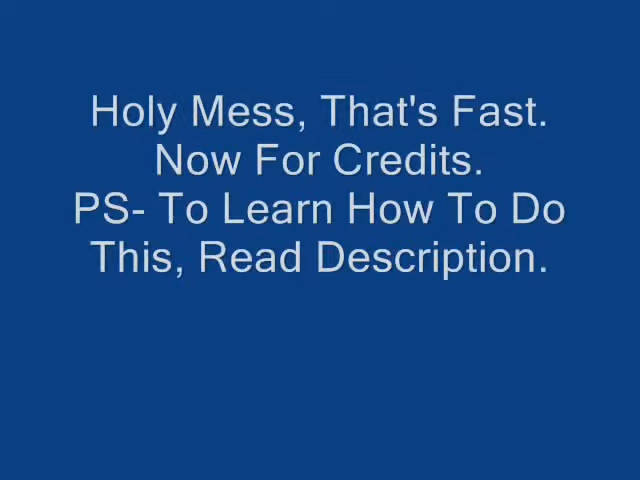 Holy Mess, That's Fast.
Now For Credits.
PS- To Learn How To Do
This, Read Description.